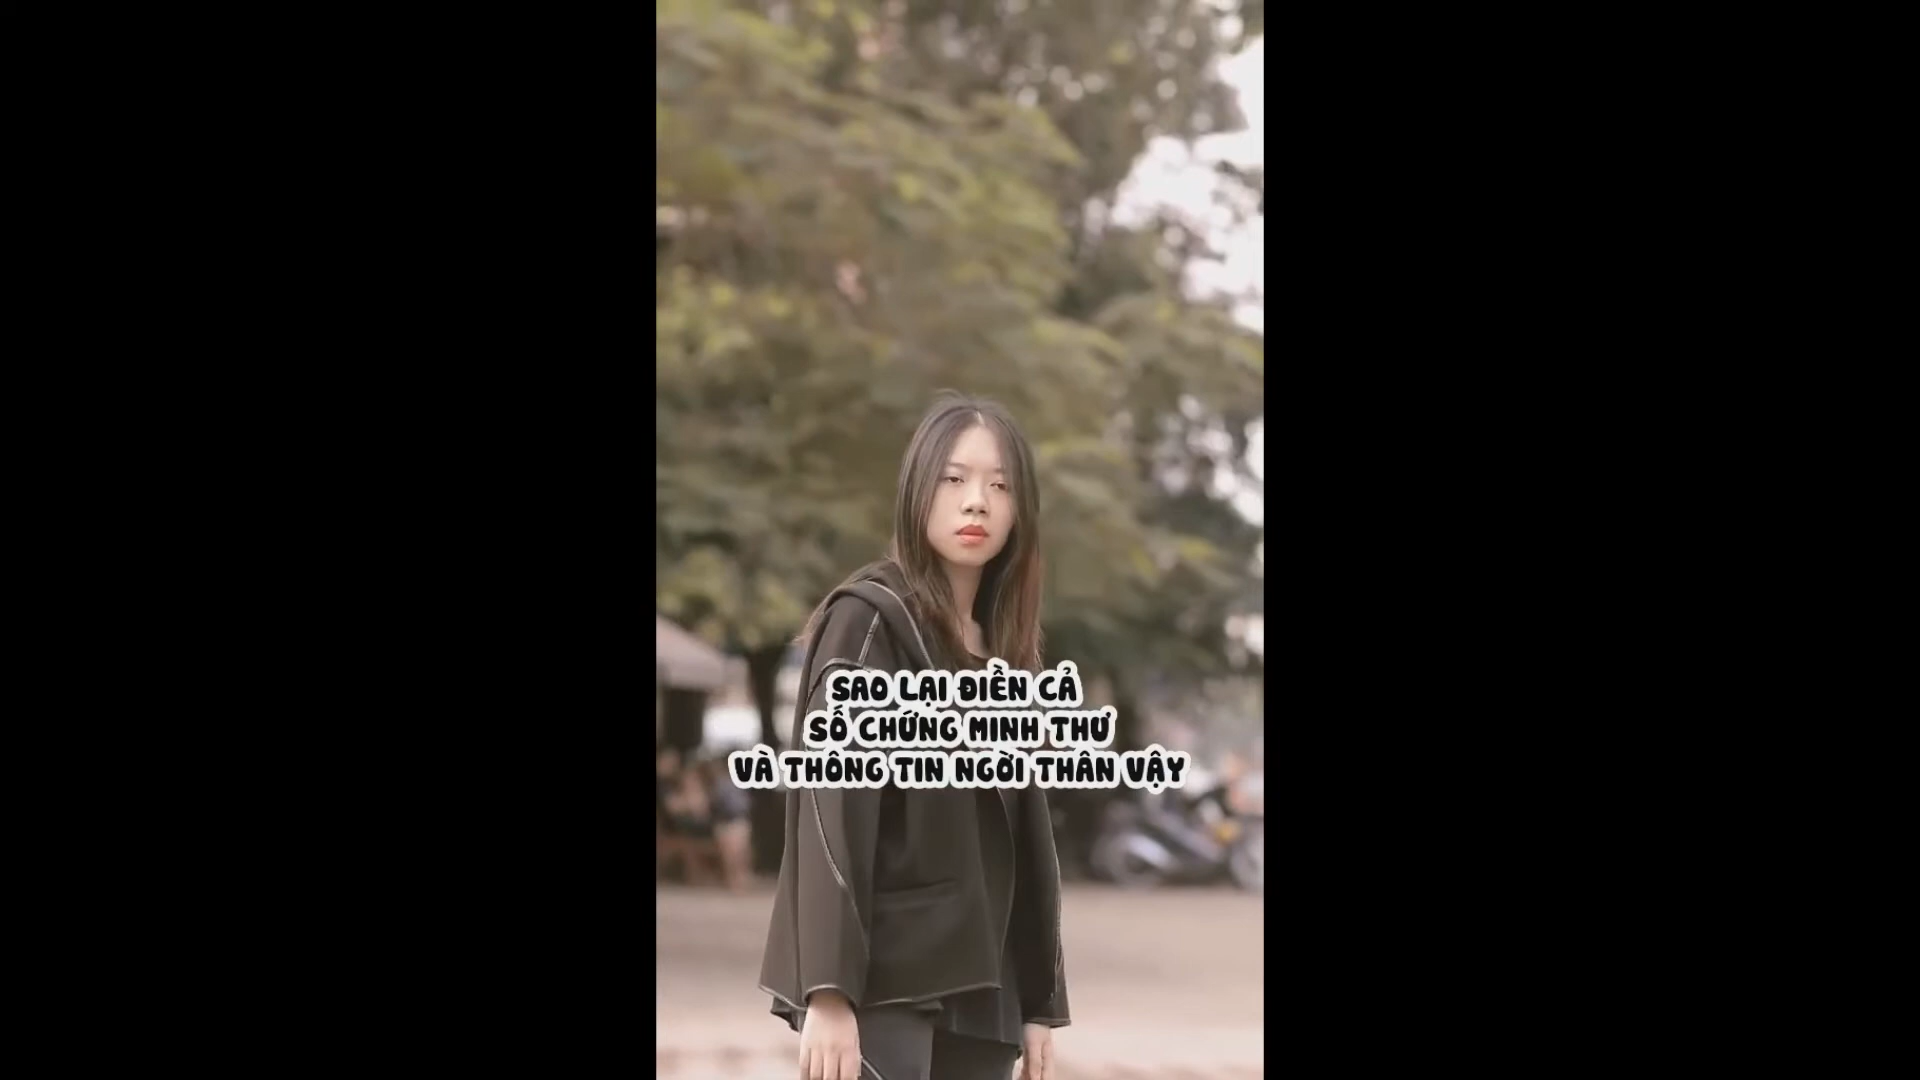 SAO LẠI ĐIỀN CẢ
SỐ CHỨNG MINH THƯ
VÀ THÔNG TIN NGỜI THÂN VẬY